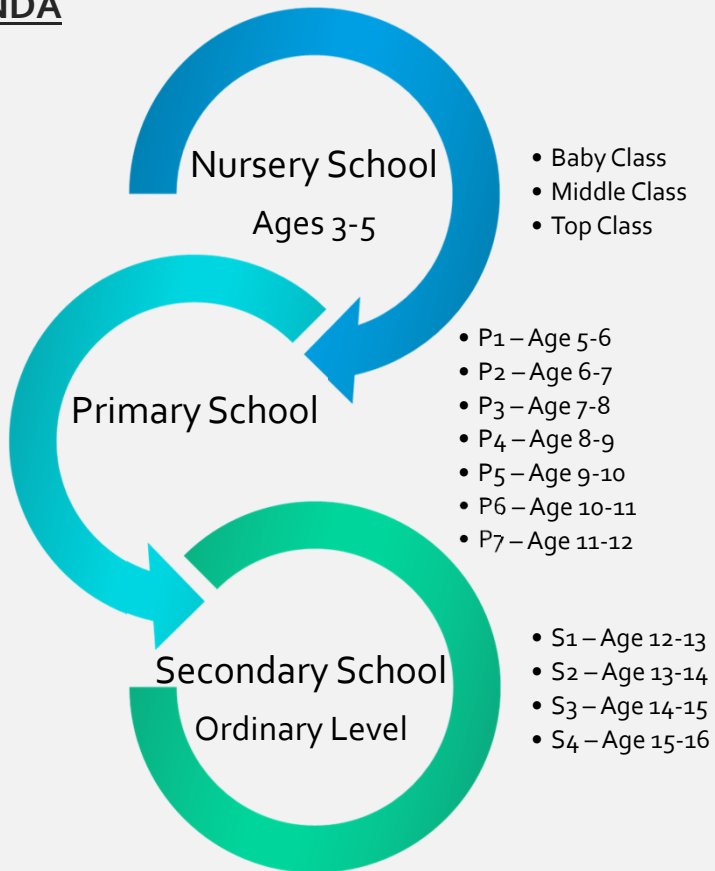 Nursery School
Ages 3-5
• Baby Class
• Middle Class
• Top Class
Primary School
• P1 – Age 5-6
• P2 – Age 6-7
• P3 – Age 7-8
• P4 – Age 8-9
• P5 – Age 9-10
• P6 – Age 10-11
• P7 – Age 11-12
Secondary School
Ordinary Level
• S1 – Age 12-13
• S2 – Age 13-14
• S3 – Age 14-15
• S4 – Age 15-16